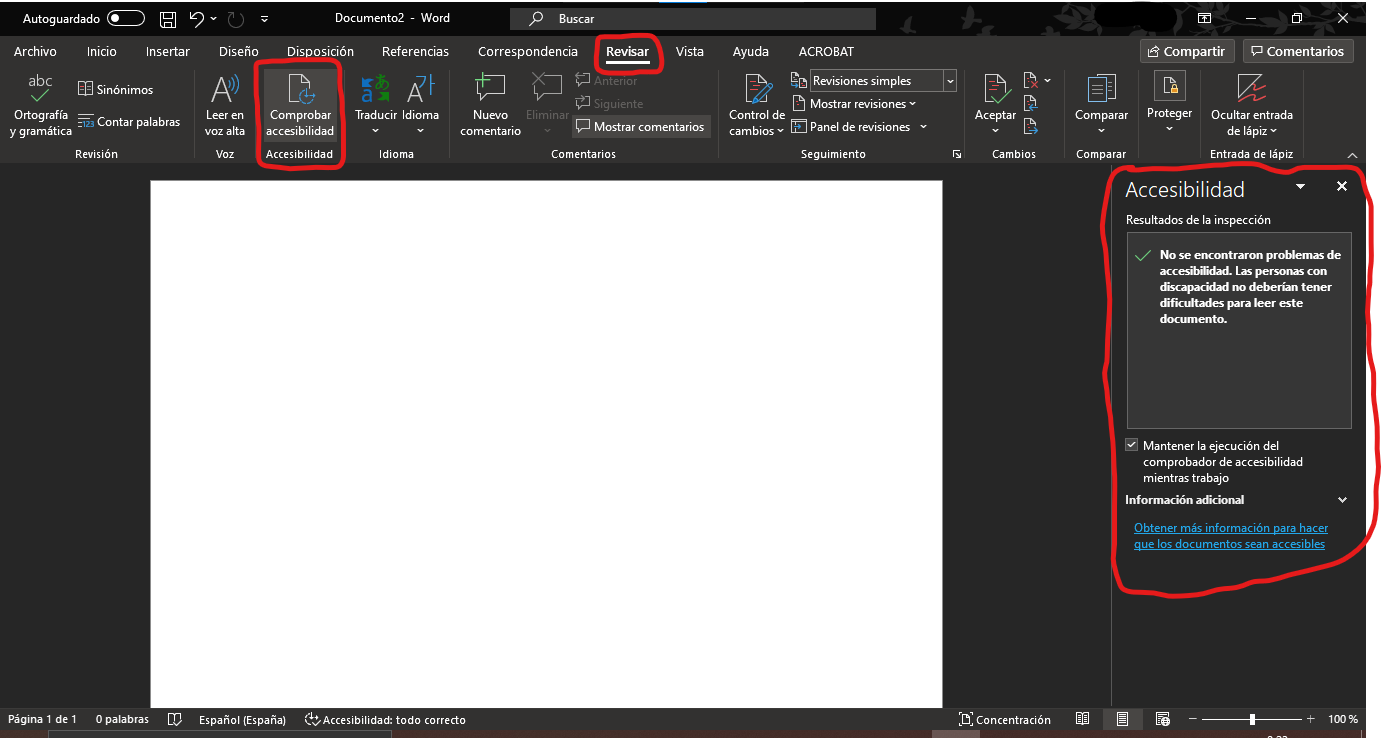 Autoguardado
Documento2 - Word
Buscar
Archivo Inicio Insertar Diseño Disposición Referencias Correspondencia Revisar Vista Ayuda ACROBAT Compartir Comentarios
abc
Ortografía
y gramática
Sinónimos
123 Contar palabras
Revisión
A
Leer en
voz alta
Voz
Comprobar
accesibilidad
Accesibilidad
aあ
Traducir
A가
Idioma
Idioma
Nuevo
comentario
Eliminar
Anterior
Siguiente
Mostrar comentarios
Comentarios
Control de
cambios
Revisiones simples
Mostrar revisiones
Panel de revisiones
Seguimiento
Aceptar
Cambios
Comparar
Comparar
Proteger
Ocultar entrada
de lápiz
Entrada de lápiz
Accesibilidad
Resultados de la inspección
No se encontraron problemas de
accesibilidad. Las personas con
discapacidad no deberían tener
dificultades para leer este
documento.
Mantener la ejecución del
comprobador de accesibilidad
mientras trabajo
Información adicional
Obtener más información para hacer
que los documentos sean accesibles
Página 1 de 1 0 palabras Español (España) Accesibilidad: todo correcto Concentración 100 %